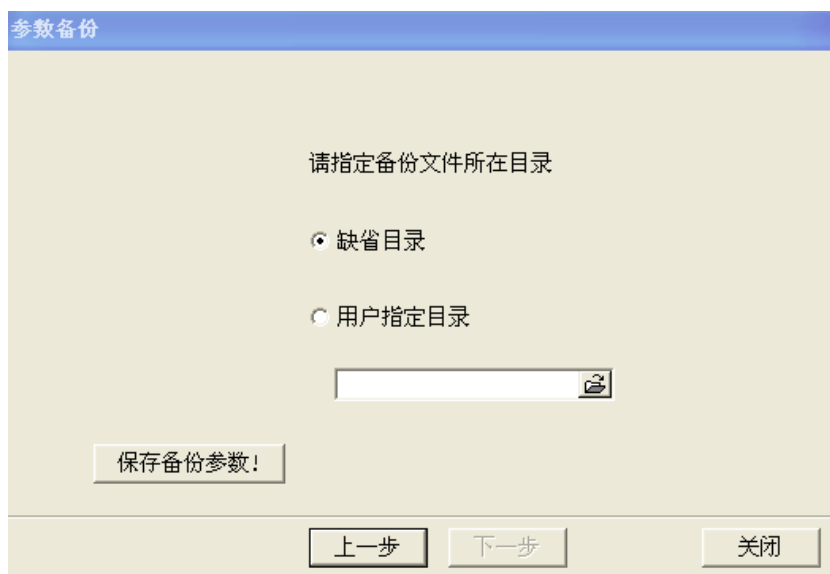 参数备份
请指定备份文件所在目录
缺省目录
用户指定目录
保存备份参数!
上一步
下一步
关闭